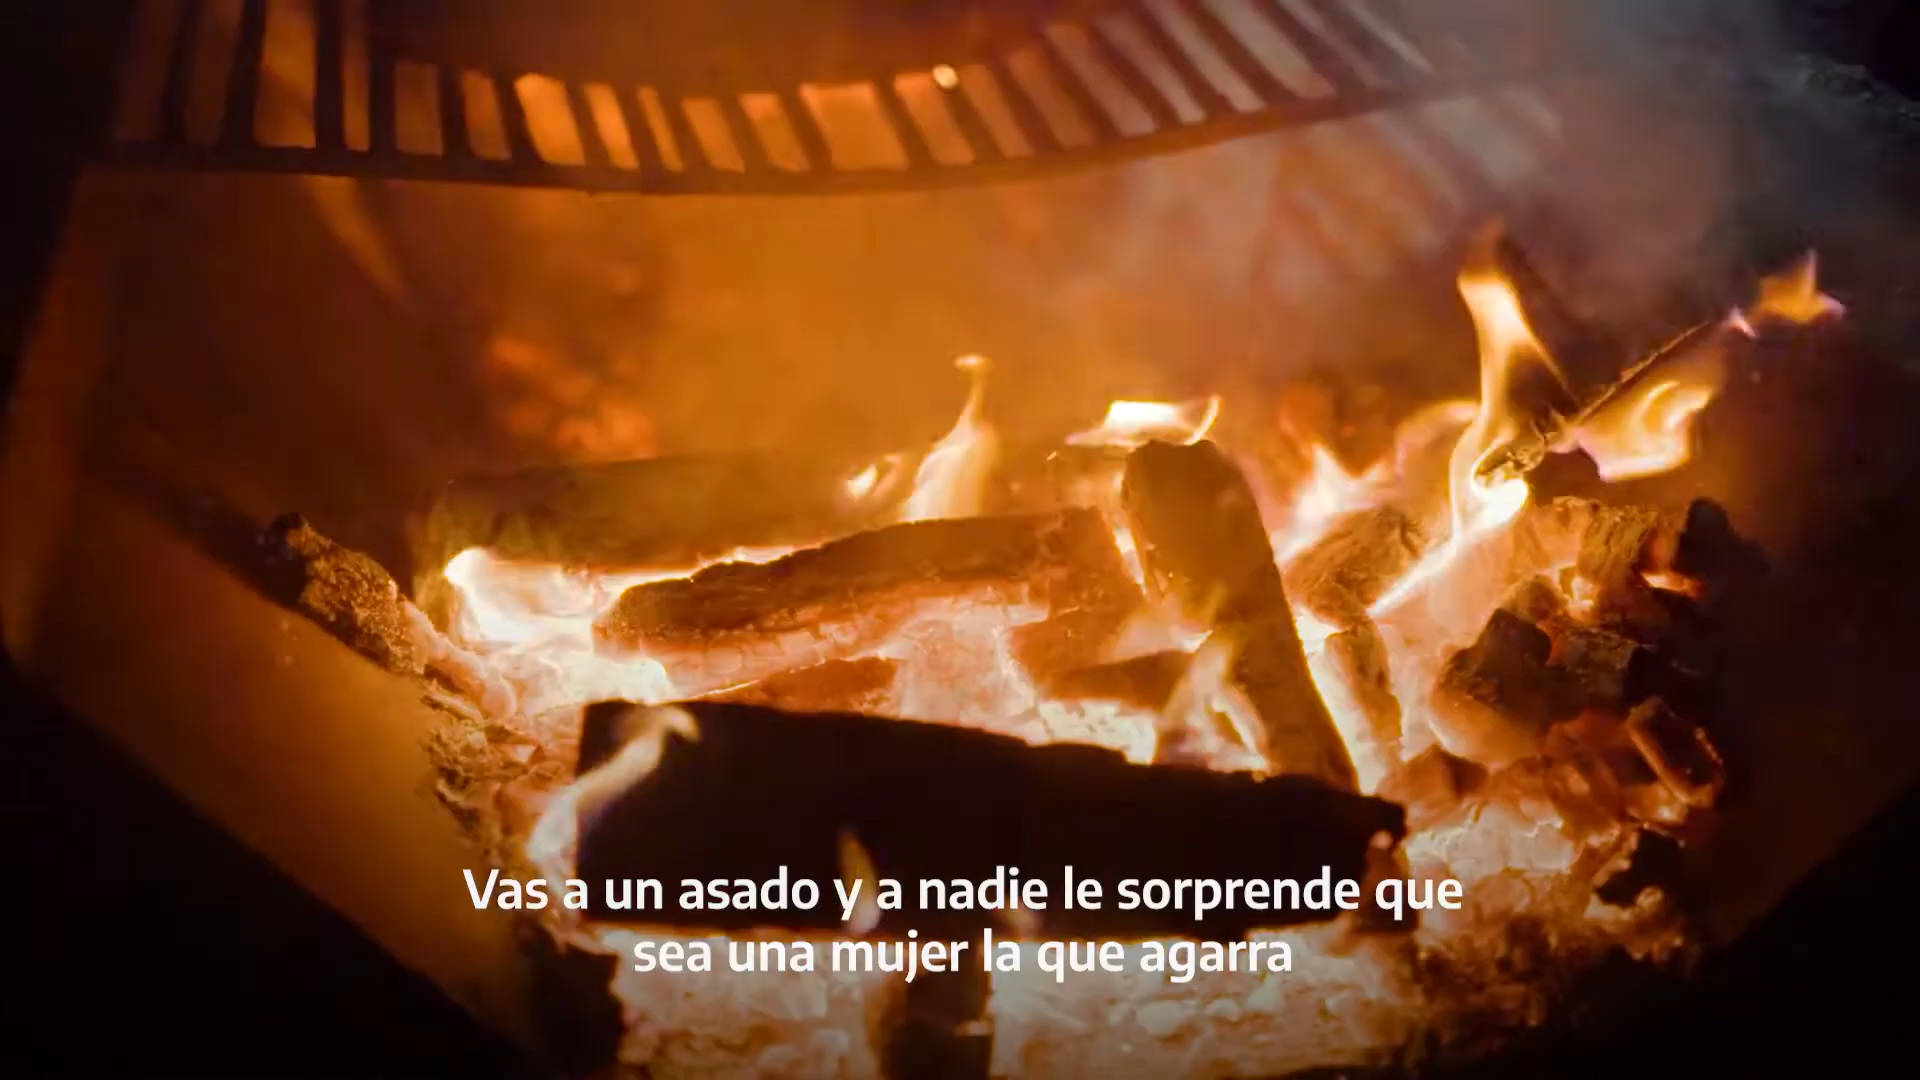 Vas a un asado y a nadie le sorprende que
sea una mujer la que agarra